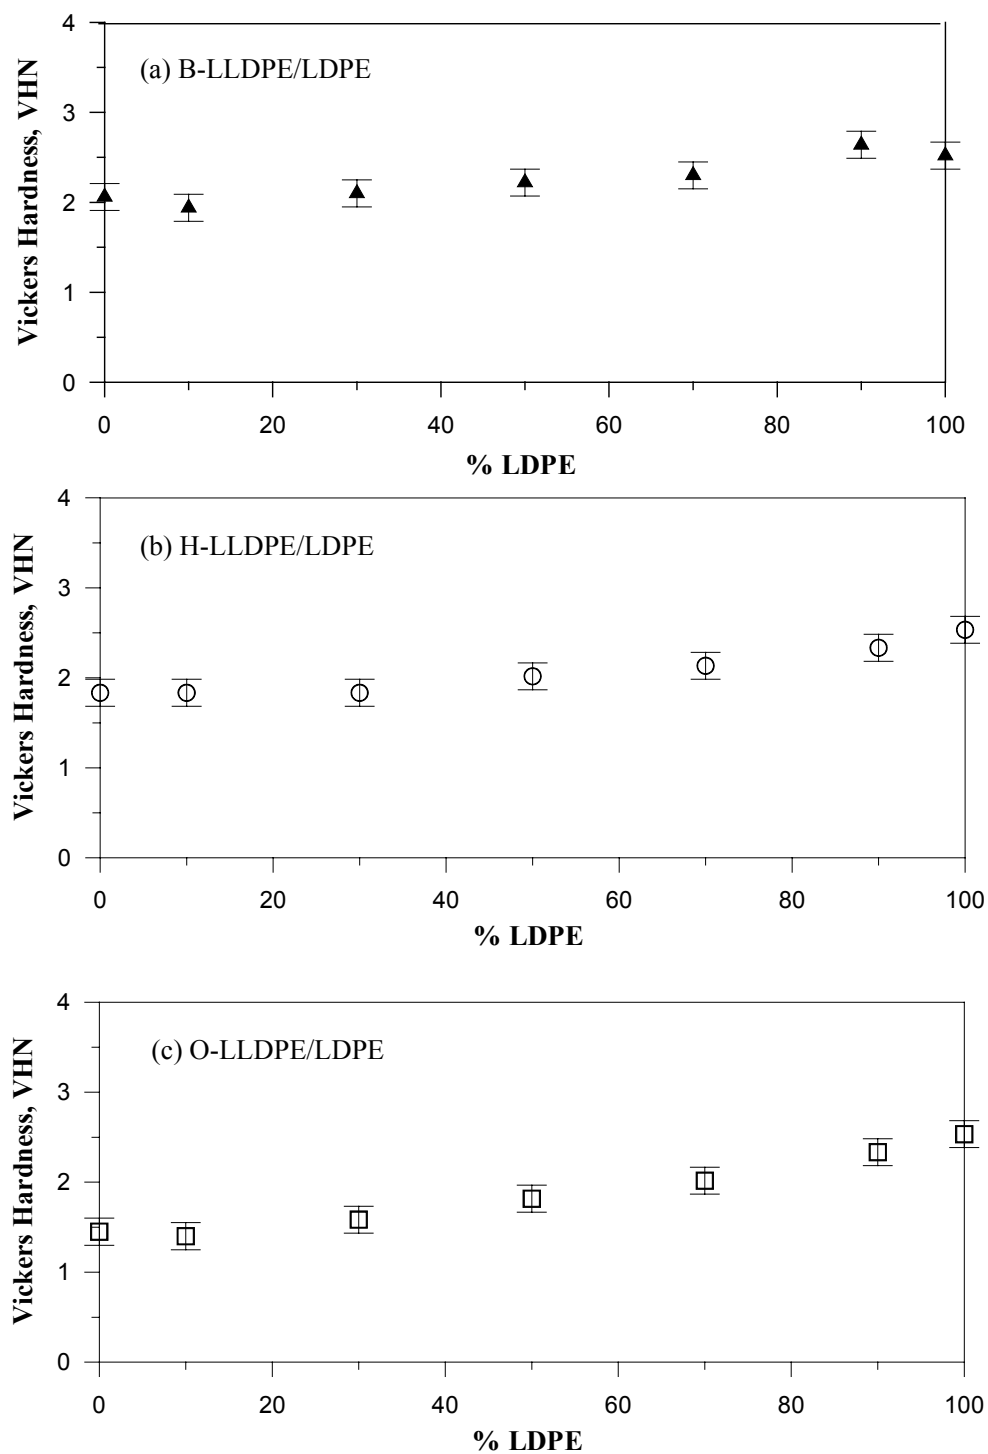 4
(a) B-LLDPE/LDPE
3
2
1
0
Vickers Hardness, VHN
0 20 40 60 80 100
% LDPE
4
(b) H-LLDPE/LDPE
3
2
1
0
Vickers Hardness, VHN
0 20 40 60 80 100
% LDPE
4
(c) O-LLDPE/LDPE
3
2
1
0
Vickers Hardness, VHN
0 20 40 60 80 100
% LDPE